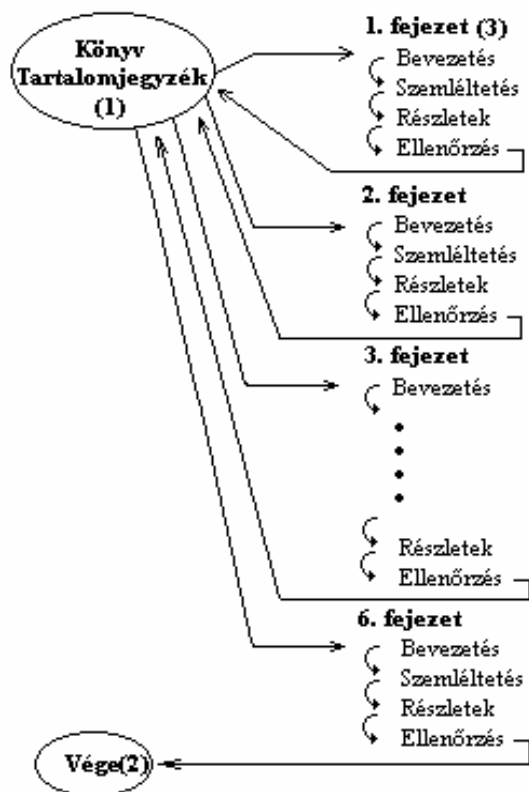 Könyv
Tartalomjegyzék
(1)
1. fejezet (3)
Bevezetés
Szemléltetés
Részletek
Ellenőrzés
2. fejezet
Bevezetés
Szemléltetés
Részletek
Ellenőrzés
3. fejezet
Bevezetés
Részletek
Ellenőrzés
6. fejezet
Bevezetés
Szemléltetés
Részletek
Ellenőrzés
Vége(2)